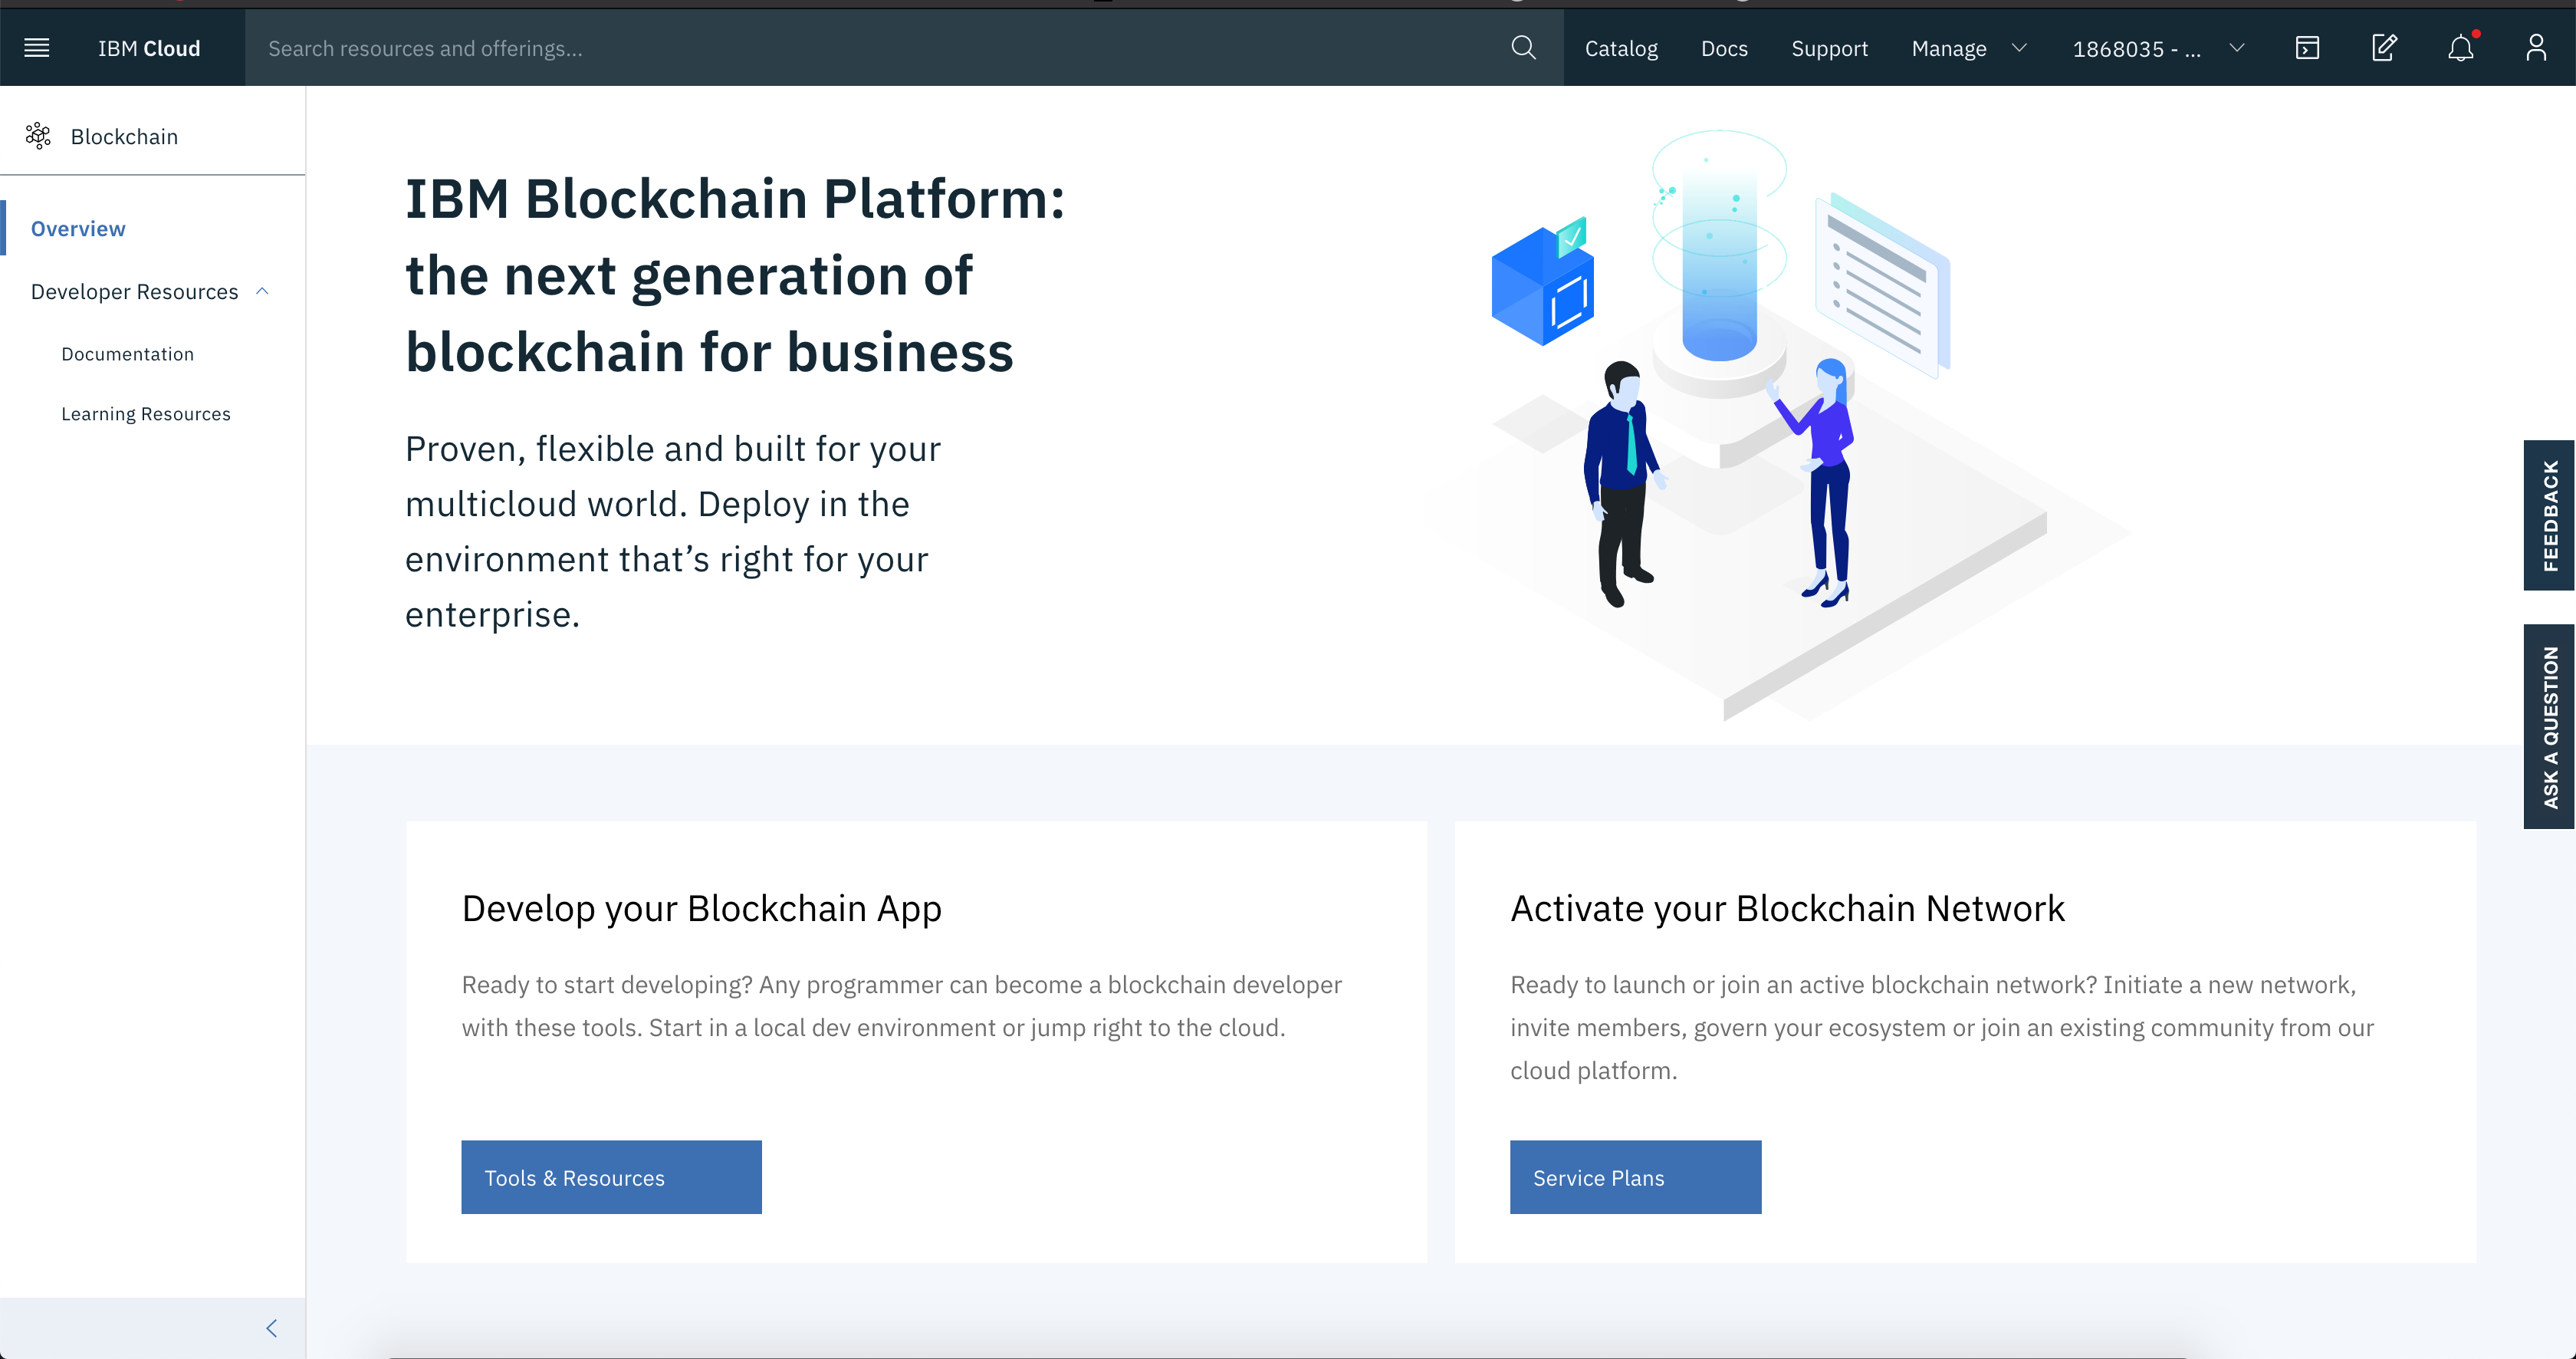 IBM Cloud
Search resources and offerings...
Catalog
Docs
Support
Manage
1868035 - ...
Blockchain
Overview
Developer Resources
Documentation
Learning Resources
IBM Blockchain Platform:
the next generation of
blockchain for business
Proven, flexible and built for your
multicloud world. Deploy in the
environment that’s right for your
enterprise.
FEEDBACK
ASK A QUESTION
Develop your Blockchain App
Ready to start developing? Any programmer can become a blockchain developer
with these tools. Start in a local dev environment or jump right to the cloud.
Tools & Resources
Activate your Blockchain Network
Ready to launch or join an active blockchain network? Initiate a new network,
invite members, govern your ecosystem or join an existing community from our
cloud platform.
Service Plans